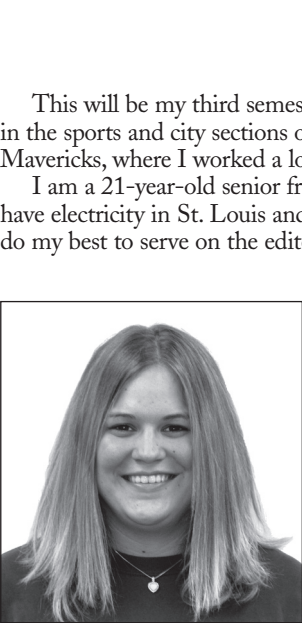 This will be my third semes
in the sports and city sections o
Mavericks, where I worked a lo
I am a 21-year-old senior fr
have electricity in St. Louis and
do my best to serve on the edit